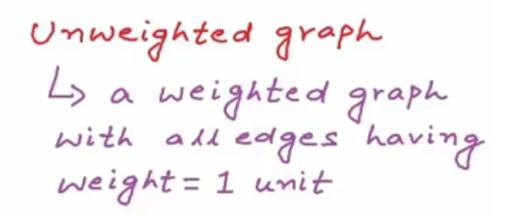 Unweighted graph
↳ a weighted graph
with all edges having
weight = 1 unit